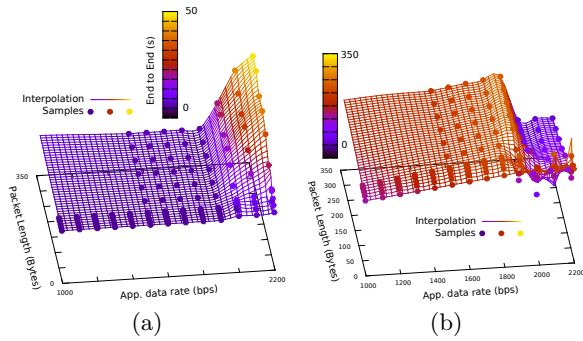 50
End to End (s)
0
Interpolation
Samples
350
Packet Length (Bytes)
0
1000
2200
App. data rate (bps)
(a)
350
0
350
300
250
200
150
100
50
0
Packet Length (Bytes)
Interpolation
Samples
1000 1200 1400 1600 1800 2000 2200
App. data rate (bps)
(b)